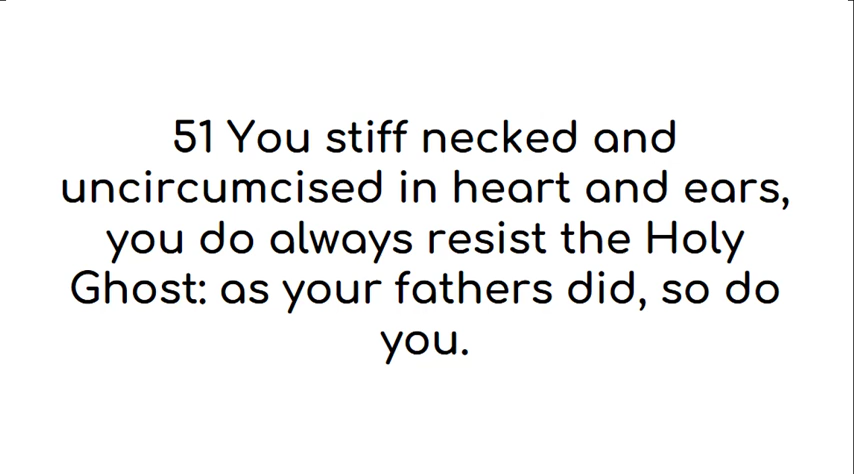 51 You stiff necked and
uncircumcised in heart and ears,
you do always resist the Holy
Ghost: as your fathers did, so do
you.